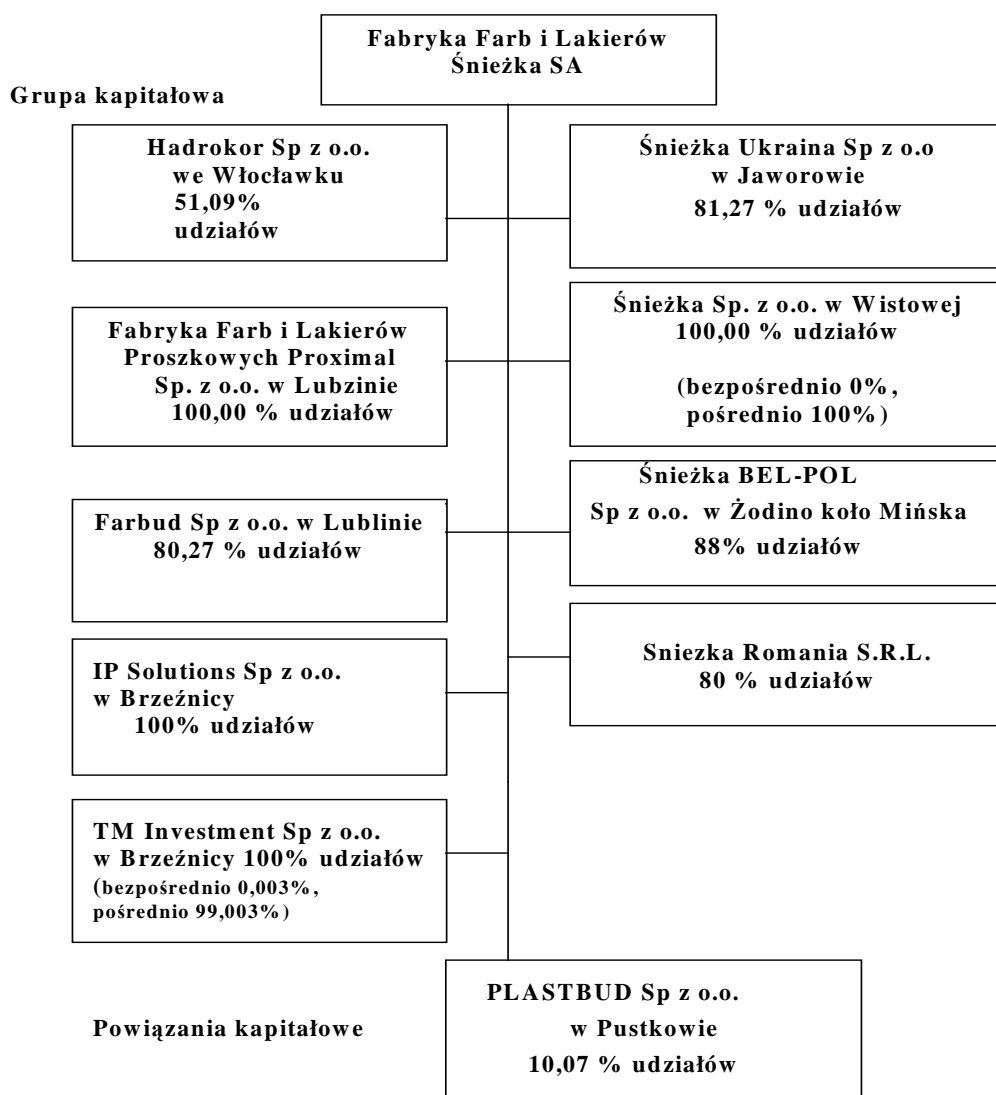 Fabryka Farb i Lakierów
Śnieżka SA
Grupa kapitałowa
Hadrokor Sp z o.o.
we Włocławku
51,09%
udziałów
Śnieżka Ukraina Sp z o.o
w Jaworowie
81,27 % udziałów
Fabryka Farb i Lakierów
Proszkowych Proximal
Sp. z o.o. w Lubzinie
100,00 % udziałów
Śnieżka Sp. z o.o. w Wistowej
100,00 % udziałów
(bezpośrednio 0%,
pośrednio 100%)
Farbud Sp z o.o. w Lublinie
80,27 % udziałów
Śnieżka BEL-POL
Sp z o.o. w Żodino koło Mińska
88% udziałów
IP Solutions Sp z o.o.
w Brzeźnicy
100% udziałów
Sniezka Romania S.R.L.
80 % udziałów
TM Investment Sp z o.o.
w Brzeźnicy 100% udziałów
(bezpośrednio 0,003%,
pośrednio 99,003%)
Powiązania kapitałowe
PLASTBUD Sp z o.o.
w Pustkowie
10,07 % udziałów